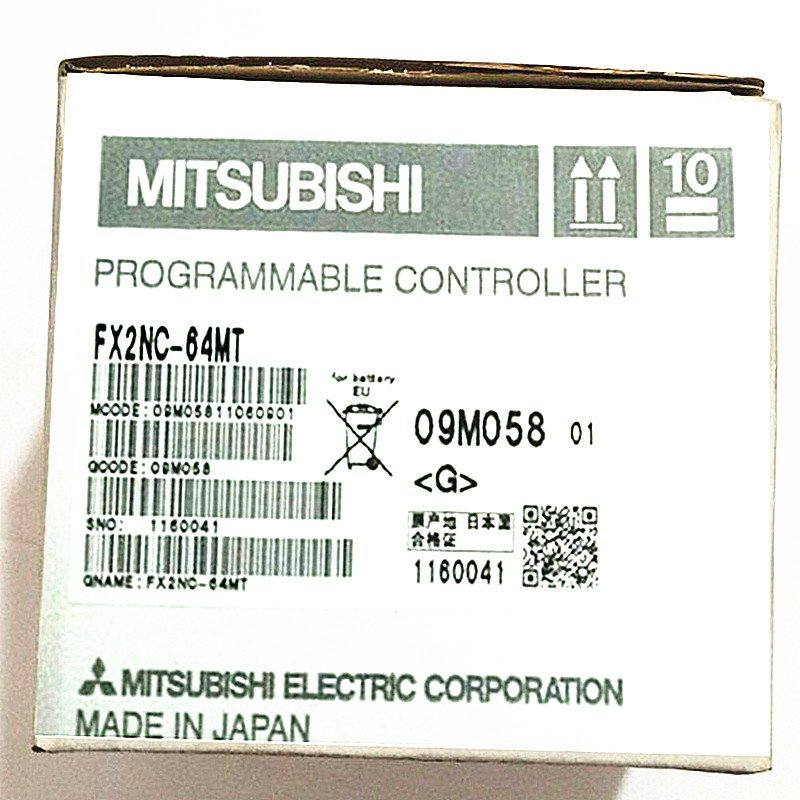 MITSUBISHI
10
PROGRAMMABLE CONTROLLER
FX2NC-64MT
MCODE:09M05811060901
QCODE:09M058
SNO: 1160041
QNAME:FX2NC-64MT
for battery
EU
09M058 01
<G>
原产地 日本国
合格证
1160041
MITSUBISHI ELECTRIC CORPORATION
MADE IN JAPAN